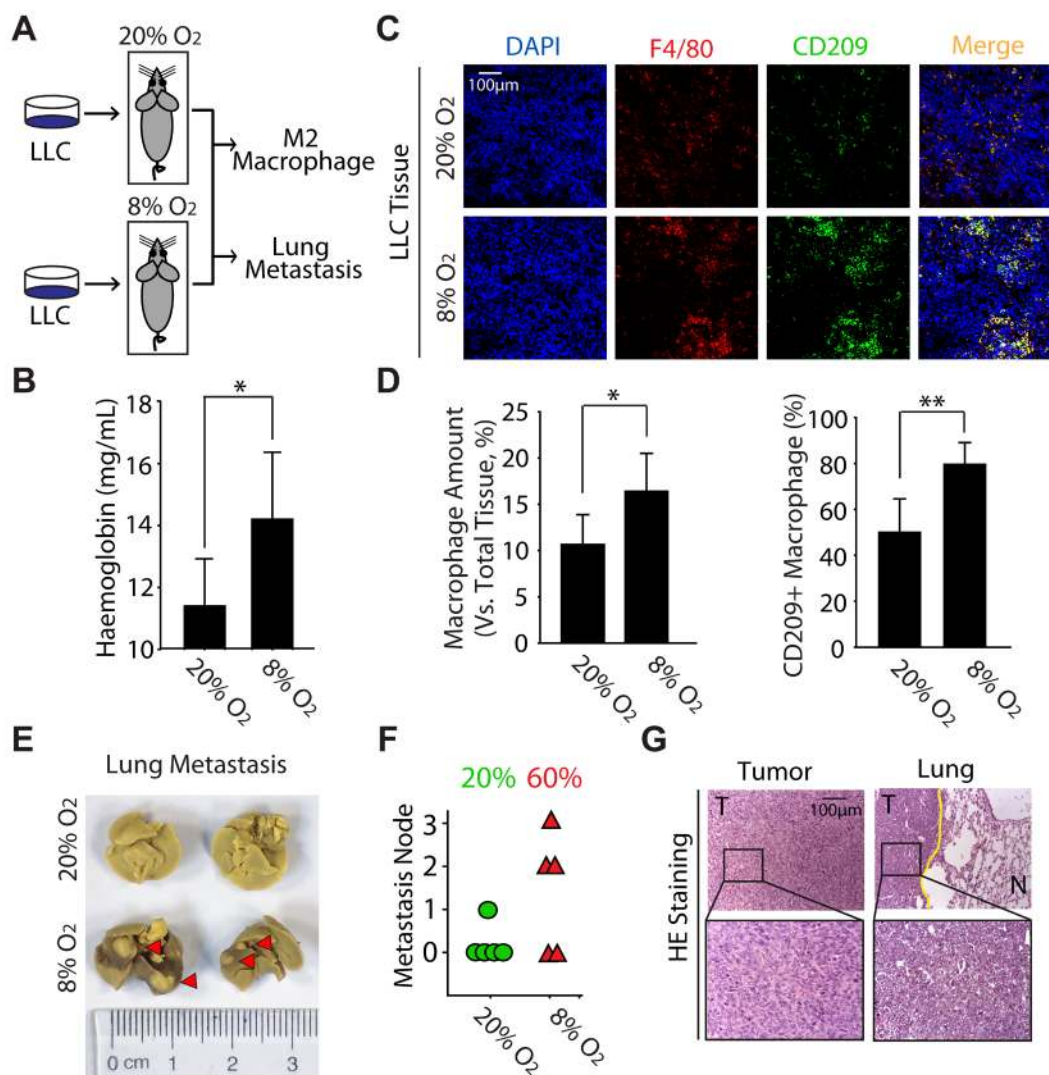 A
20% O2
LLC
8% O2
LLC
M2
Macrophage
Lung
Metastasis
C
DAPI
F4/80
CD209
Merge
100μm
LLC Tissue
20% O2
8% O2
B
Haemoglobin (mg/mL)
18
16
14
12
10
*
20% O2
8% O2
D
Macrophage Amount
(Vs. Total Tissue, %)
25
20
15
10
5
0
*
20% O2
8% O2
CD209+ Macrophage (%)
100
80
60
40
20
0
**
20% O2
8% O2
E
Lung Metastasis
20% O2
8% O2
0 cm 1 2 3
F
20% 60%
Metastasis Node
3
2
1
0
20% O2
8% O2
G
Tumor
Lung
HE Staining
T
100μm
T
N